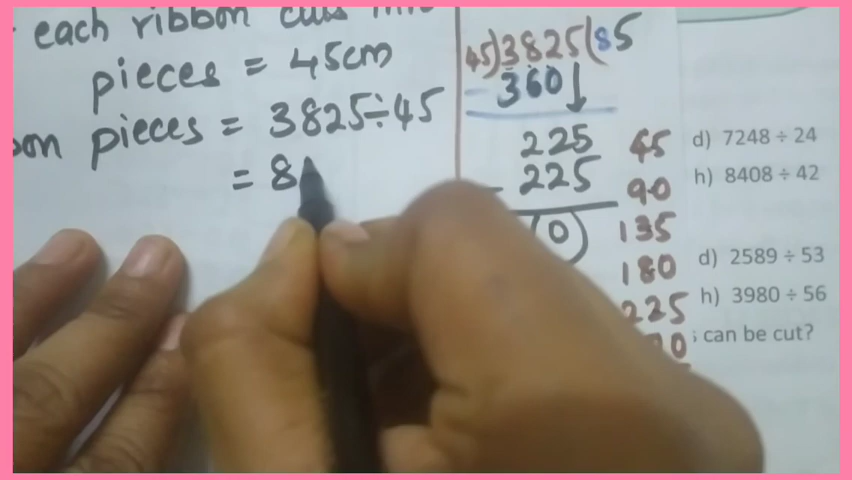 each ribbon cuts
pieces = 45cm
pieces = 3825÷45
= 8
45)3825(85
- 360↓
225
- 225
0
45
90
135
180
225
d) 7248 ÷ 24
h) 8408 ÷ 42
d) 2589 ÷ 53
h) 3980 ÷ 56
can be cut?